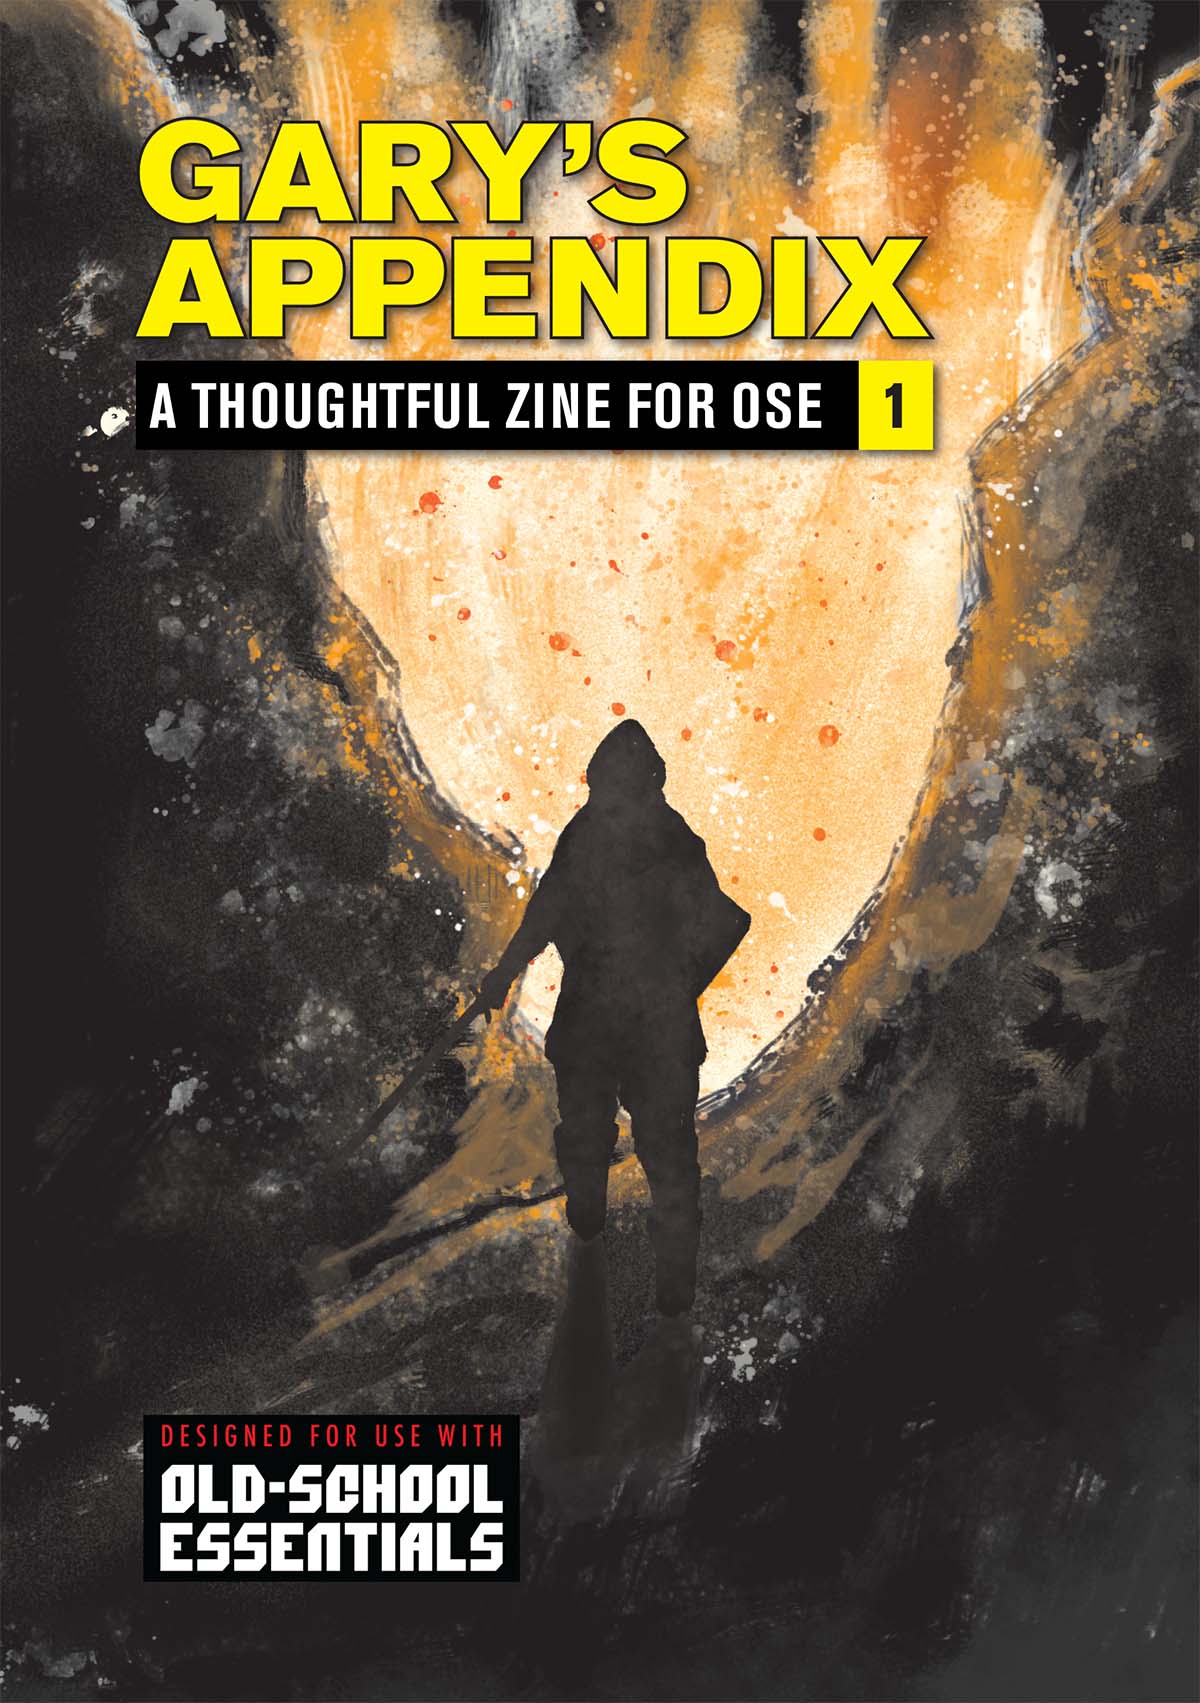 GARY'S
APPENDIX
A THOUGHTFUL ZINE FOR OSE 1
DESIGNED FOR USE WITH
OLD-SCHOOL
ESSENTIALS